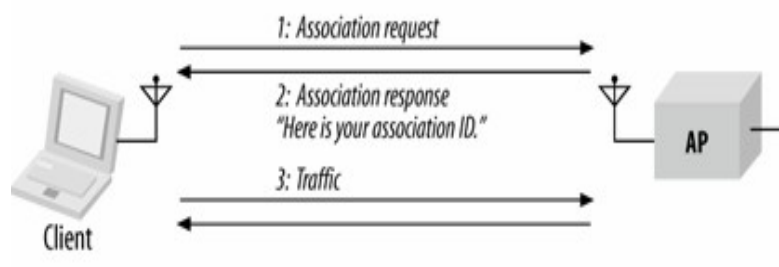 1: Association request
2: Association response
"Here is your association ID."
AP
3: Traffic
Client